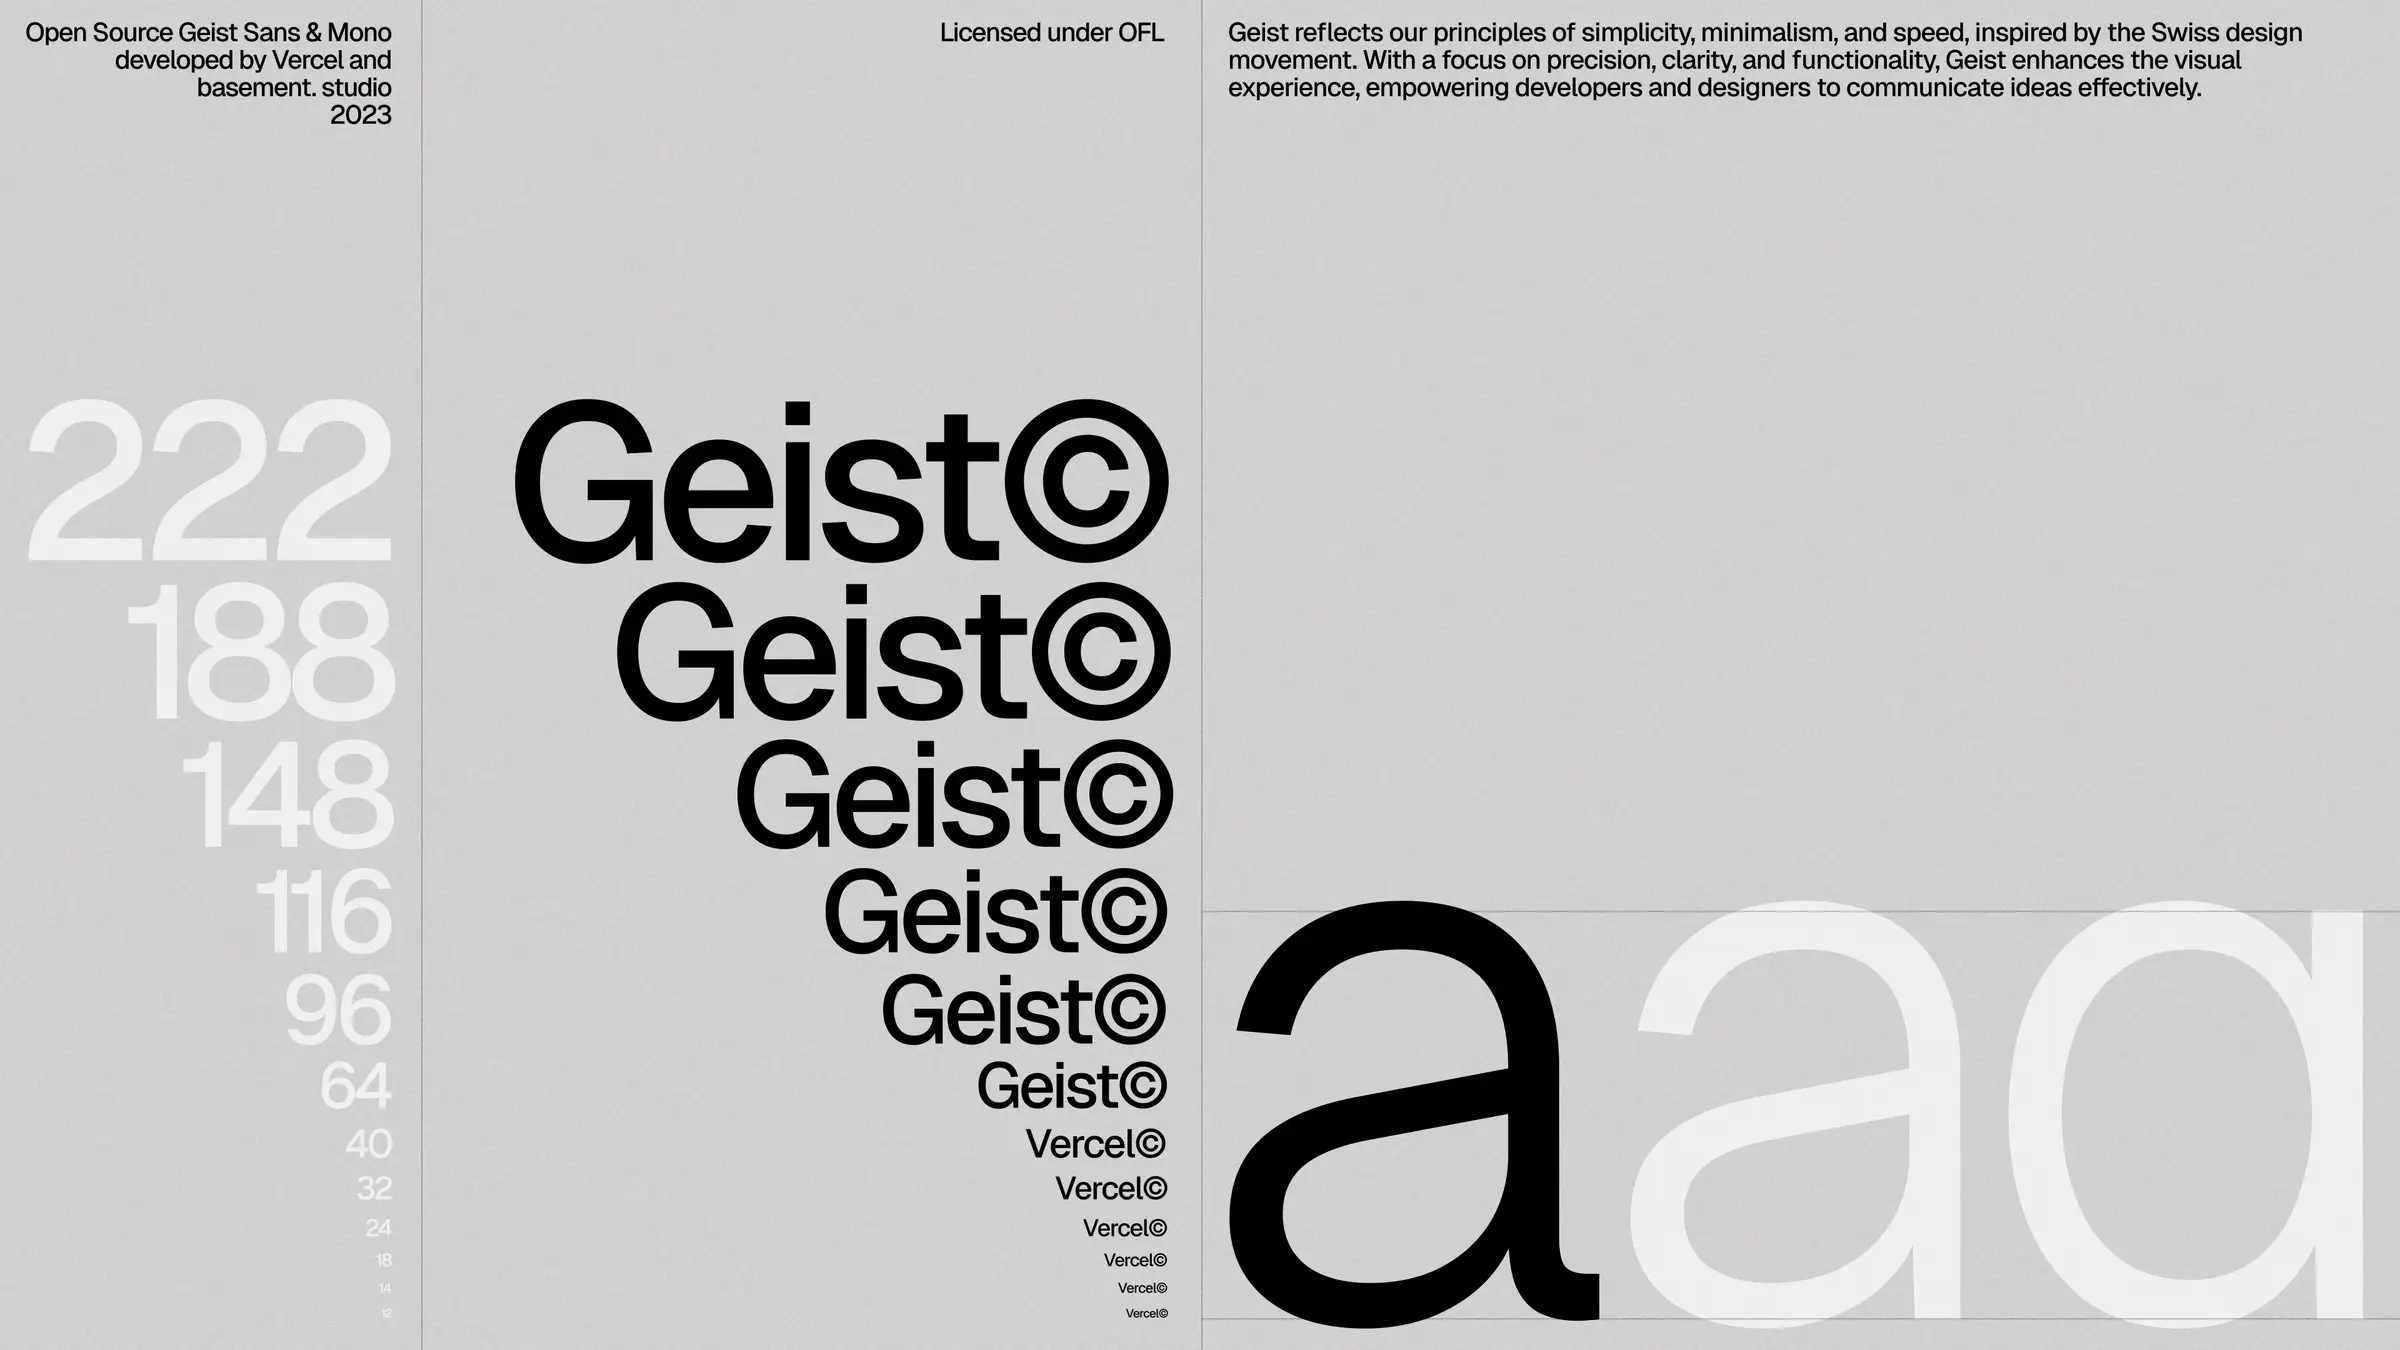 Open Source Geist Sans & Mono
developed by Vercel and
basement. studio
2023
Licensed under OFL
Geist reflects our principles of simplicity, minimalism, and speed, inspired by the Swiss design
movement. With a focus on precision, clarity, and functionality, Geist enhances the visual
experience, empowering developers and designers to communicate ideas effectively.
222
Geist©
188
Geist©
148
Geist©
116
Geist©
96
Geist©
64
Geist©
40
Vercel©
32
Vercel©
24
Vercel©
18
Vercel©
14
Vercel©
12
Vercel©
a a ɑ